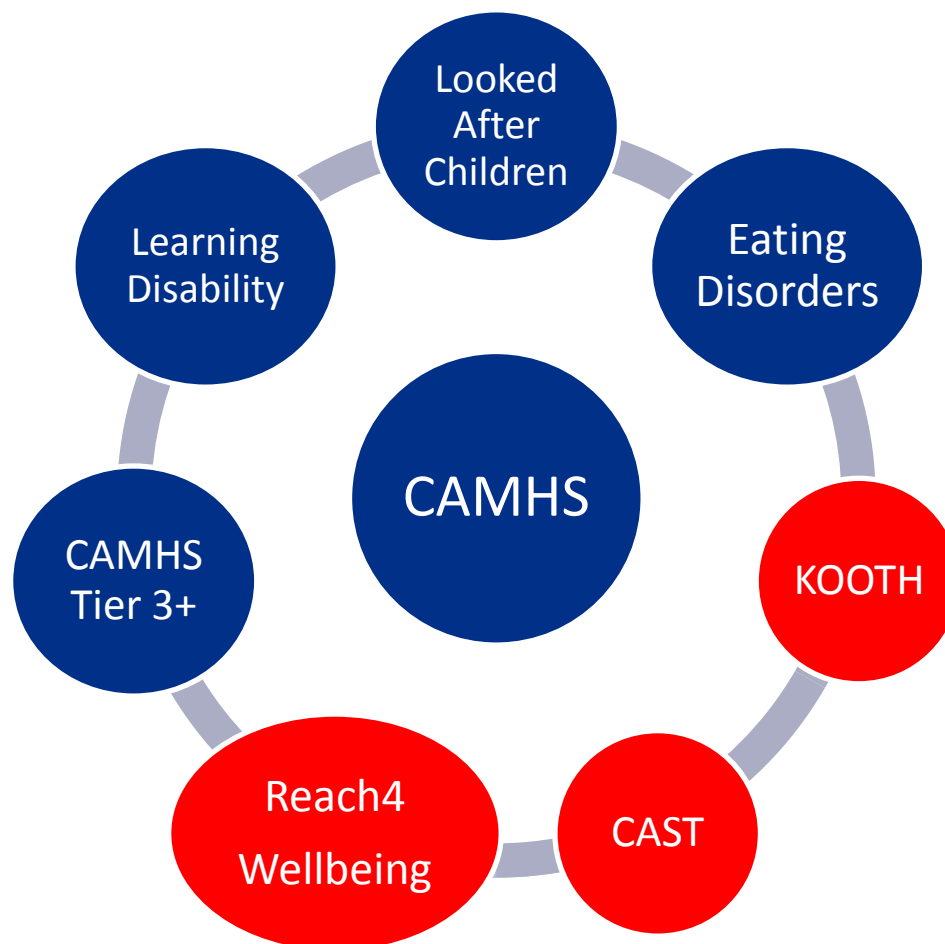 Looked
After
Children
Learning
Disability
Eating
Disorders
CAMHS
CAMHS
Tier 3+
KOOTH
Reach4
Wellbeing
CAST